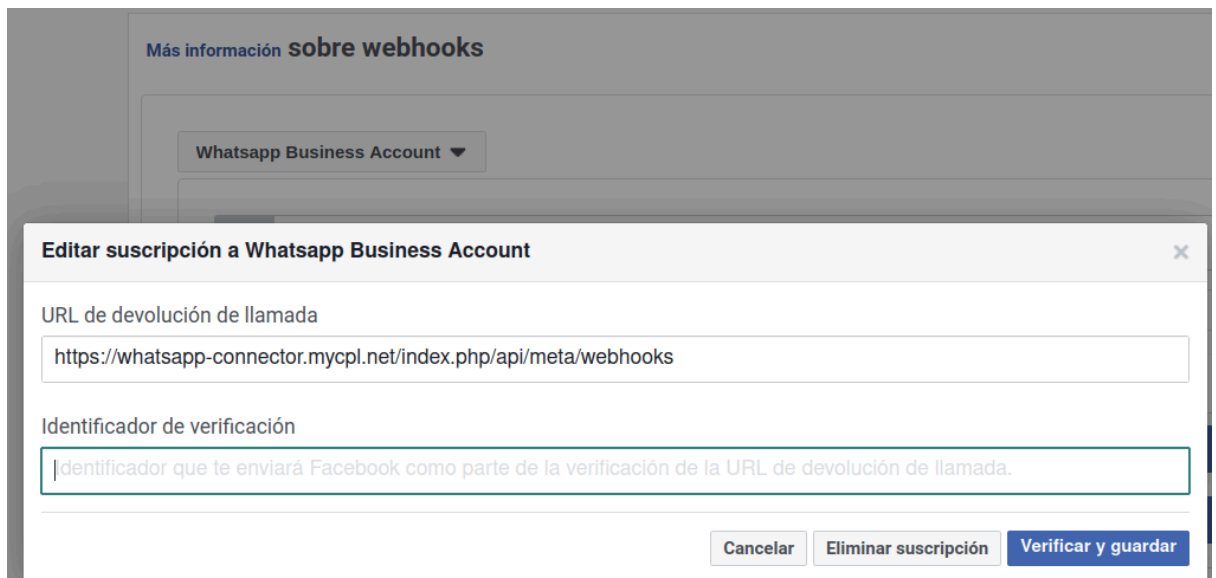 Más información sobre webhooks
Whatsapp Business Account
Editar suscripción a Whatsapp Business Account
URL de devolución de llamada
https://whatsapp-connector.mycpl.net/index.php/api/meta/webhooks
Identificador de verificación
Identificador que te enviará Facebook como parte de la verificación de la URL de devolución de llamada.
Cancelar Eliminar suscripción Verificar y guardar